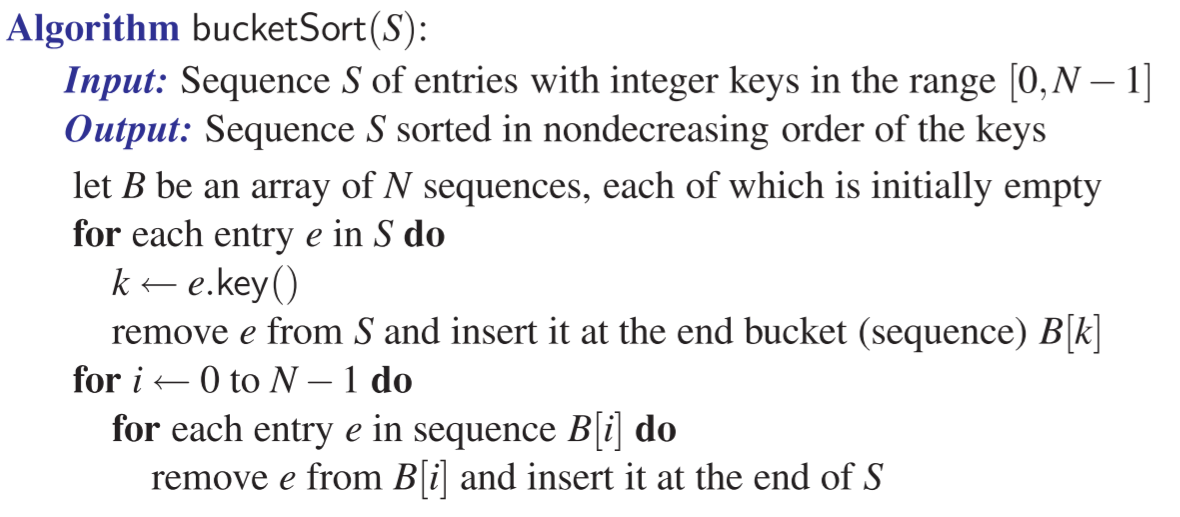 Algorithm bucketSort(S):
Input: Sequence S of entries with integer keys in the range [0, N − 1]
Output: Sequence S sorted in nondecreasing order of the keys
let B be an array of N sequences, each of which is initially empty
for each entry e in S do
k ← e.key()
remove e from S and insert it at the end bucket (sequence) B[k]
for i ← 0 to N − 1 do
for each entry e in sequence B[i] do
remove e from B[i] and insert it at the end of S